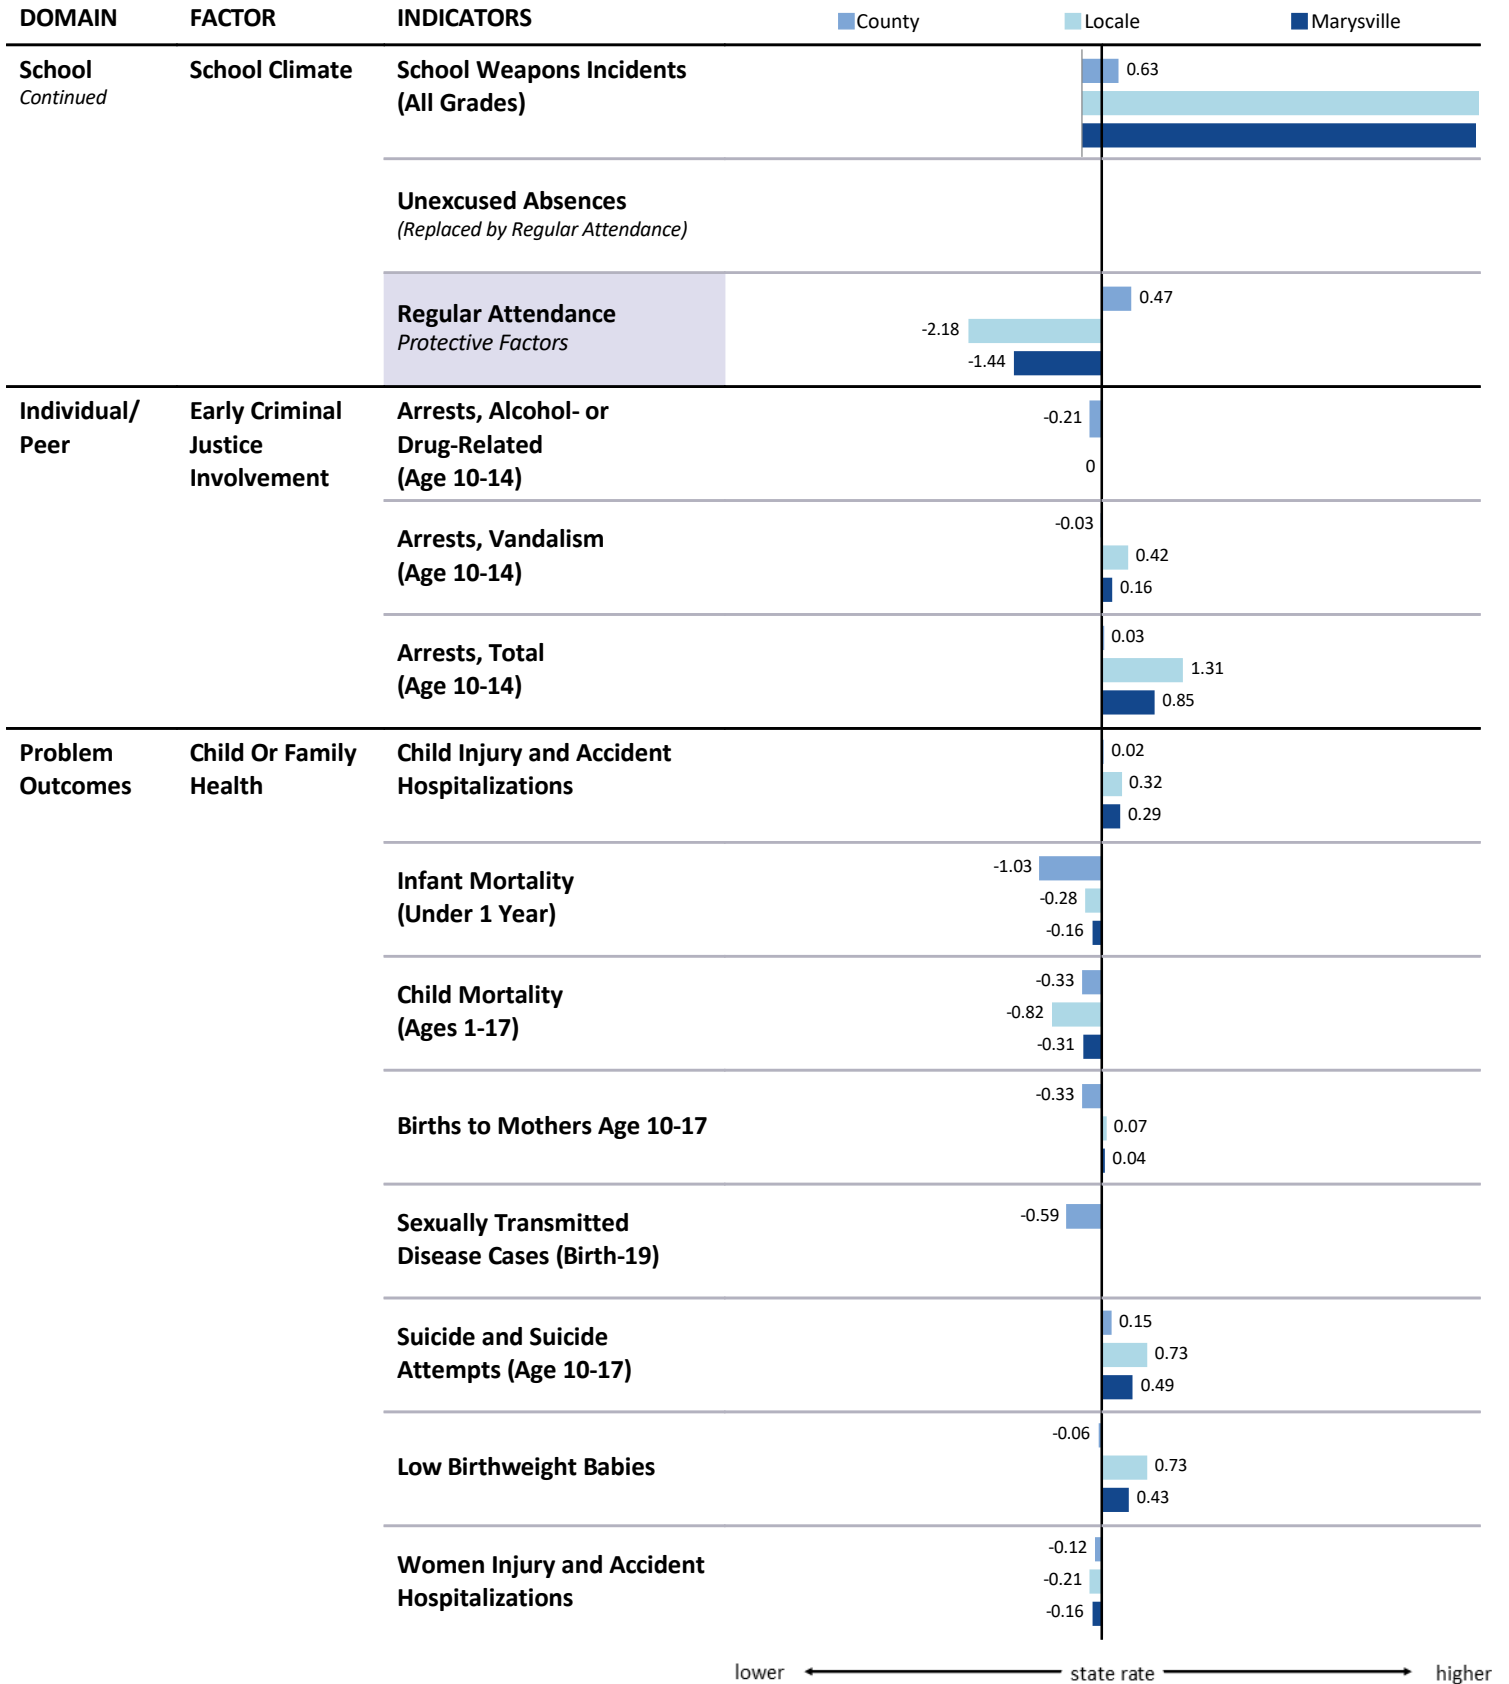 DOMAIN FACTOR INDICATORS County Locale Marysville
School School Climate School Weapons Incidents 0.63
Continued (All Grades)
Unexcused Absences
(Replaced by Regular Attendance)
0.47
Regular Attendance -2.18
Protective Factors -1.44
Individual/ Early Criminal Arrests, Alcohol- or -0.21
Peer Justice Drug-Related
Involvement (Age 10-14) 0
-0.03
Arrests, Vandalism 0.42
(Age 10-14) 0.16
0.03
Arrests, Total 1.31
(Age 10-14) 0.85
Problem Child Or Family Child Injury and Accident 0.02
Outcomes Health Hospitalizations 0.32
0.29
-1.03
Infant Mortality -0.28
(Under 1 Year) -0.16
-0.33
Child Mortality -0.82
(Ages 1-17) -0.31
-0.33
Births to Mothers Age 10-17 0.07
0.04
Sexually Transmitted -0.59
Disease Cases (Birth-19)
0.15
Suicide and Suicide 0.73
Attempts (Age 10-17) 0.49
-0.06
Low Birthweight Babies 0.73
0.43
-0.12
Women Injury and Accident -0.21
Hospitalizations -0.16
lower state rate higher